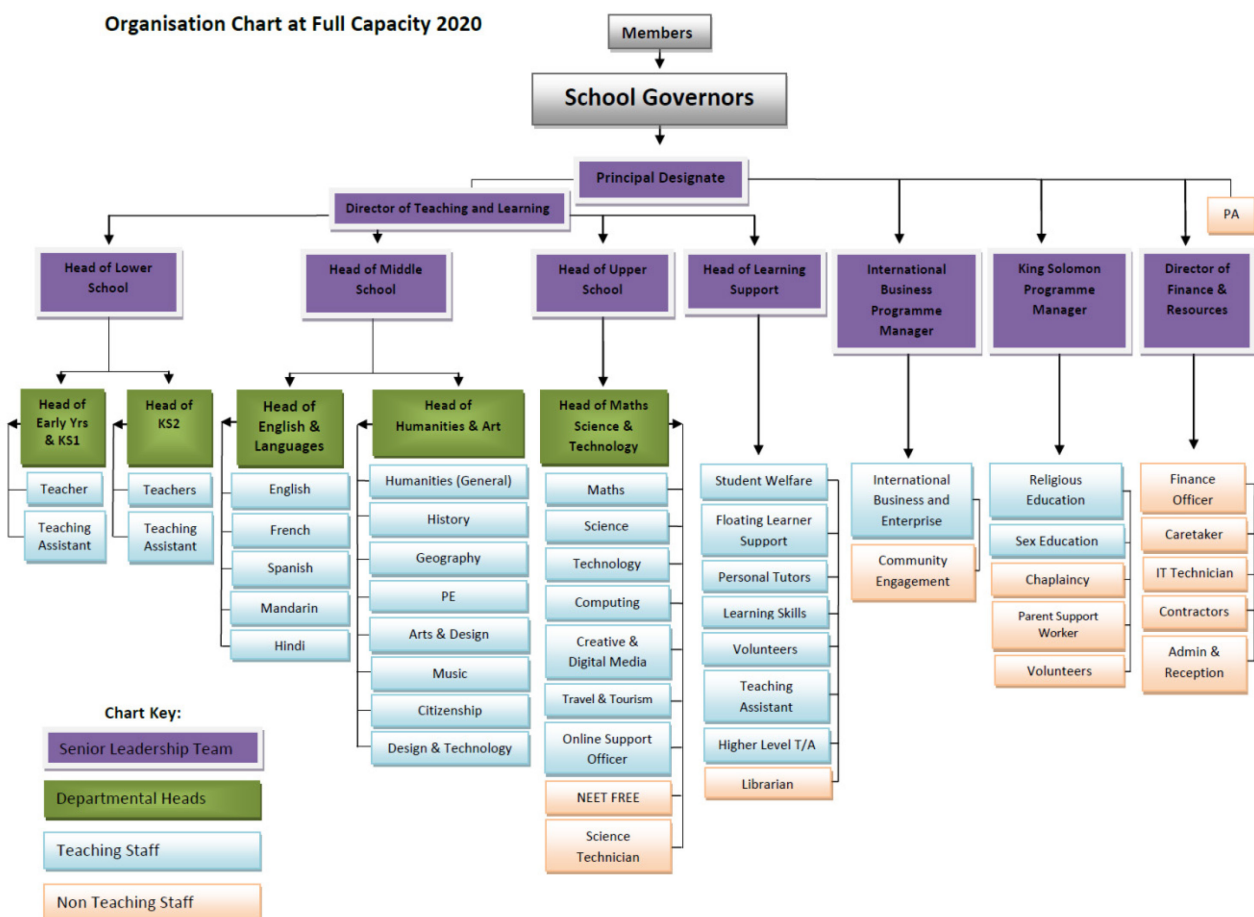 Organisation Chart at Full Capacity 2020
Members
School Governors
Principal Designate
Director of Teaching and Learning
PA
Head of Lower
School
Head of Middle
School
Head of Upper
School
Head of Learning
Support
International
Business
Programme
Manager
King Solomon
Programme
Manager
Director of
Finance &
Resources
Head of
Early Yrs
& KS1
Head of
KS2
Head of
English &
Languages
Head of
Humanities & Art
Head of Maths
Science &
Technology
Teacher
Teaching
Assistant
Teachers
Teaching
Assistant
English
French
Spanish
Mandarin
Hindi
Humanities (General)
History
Geography
PE
Arts & Design
Music
Citizenship
Design & Technology
Maths
Science
Technology
Computing
Creative &
Digital Media
Travel & Tourism
Online Support
Officer
NEET FREE
Science
Technician
Student Welfare
Floating Learner
Support
Personal Tutors
Learning Skills
Volunteers
Teaching
Assistant
Higher Level T/A
Librarian
International
Business and
Enterprise
Community
Engagement
Religious
Education
Sex Education
Chaplaincy
Parent Support
Worker
Volunteers
Finance
Officer
Caretaker
IT Technician
Contractors
Admin &
Reception
Chart Key:
Senior Leadership Team
Departmental Heads
Teaching Staff
Non Teaching Staff